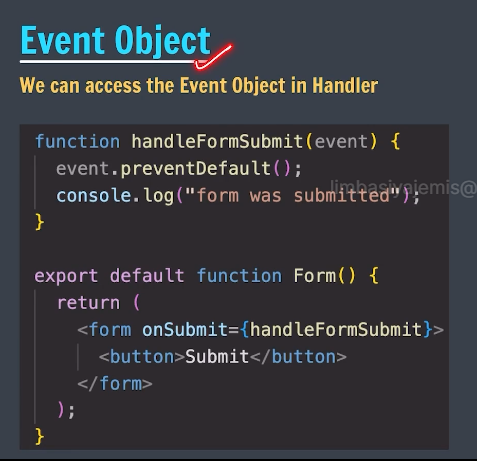 Event Object
We can access the Event Object in Handler
function handleFormSubmit(event) {
  event.preventDefault();
  console.log("form was submitted");
}
export default function Form() {
  return (
    <form onSubmit={handleFormSubmit}>
      <button>Submit</button>
    </form>
  );
}
limbasiyajemis@